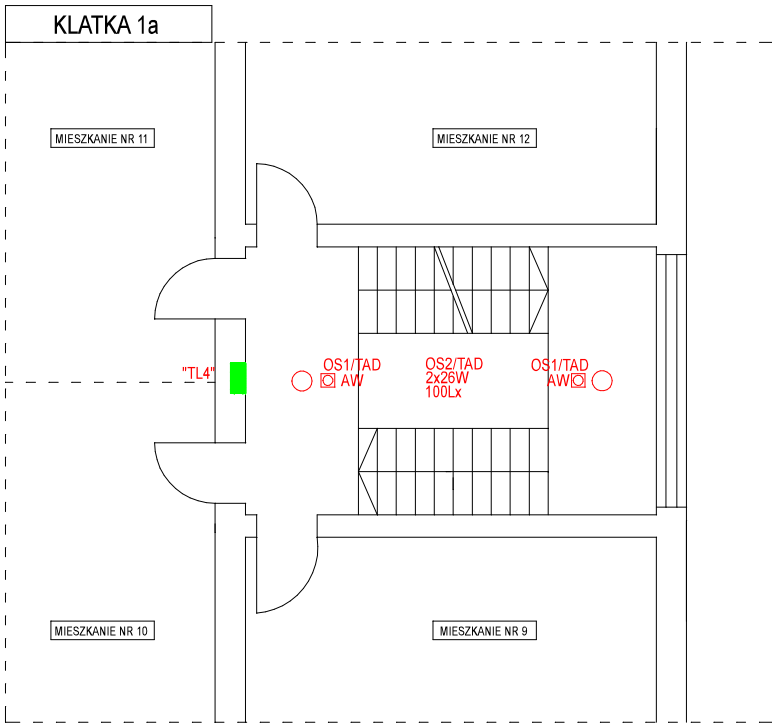 KLATKA 1a
MIESZKANIE NR 11
MIESZKANIE NR 12
"TL4"
OS1/TAD
AW
OS2/TAD
2x26W
100Lx
OS1/TAD
AW
MIESZKANIE NR 10
MIESZKANIE NR 9